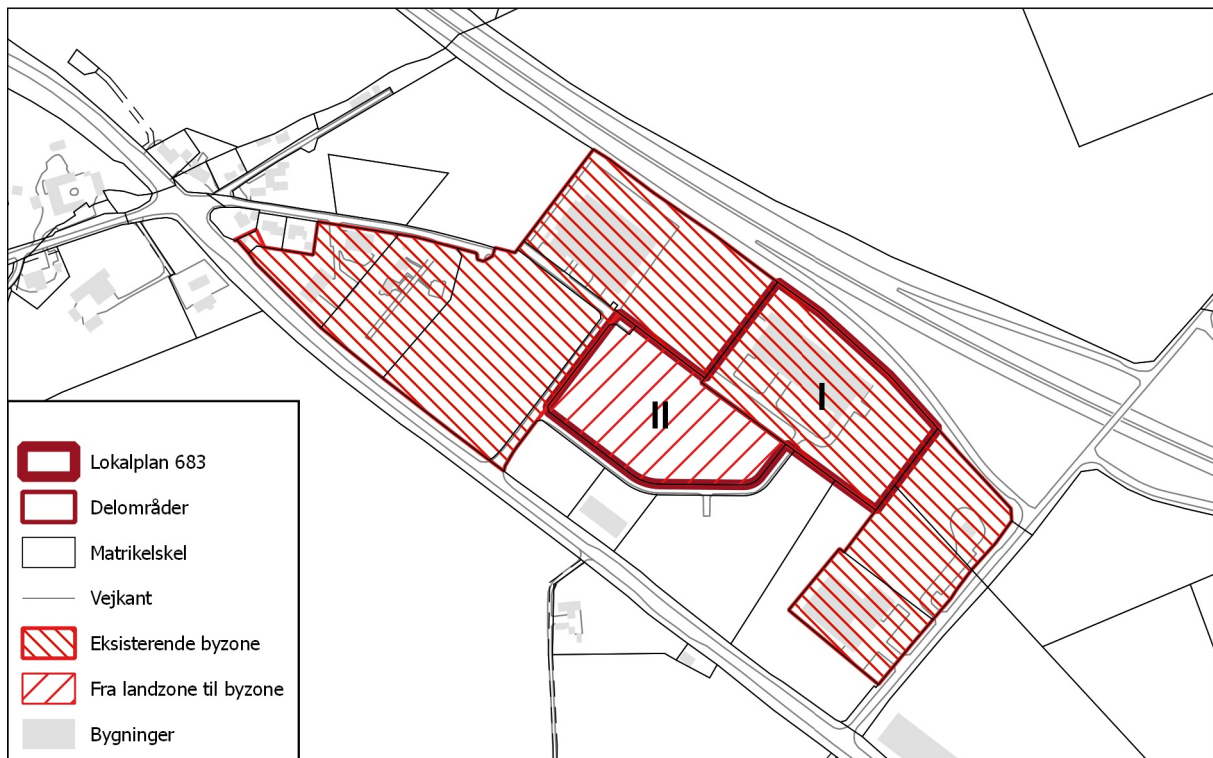 II
I
Lokalplan 683
Delområder
Matrikelskel
Vejkant
Eksisterende byzone
Fra landzone til byzone
Bygninger